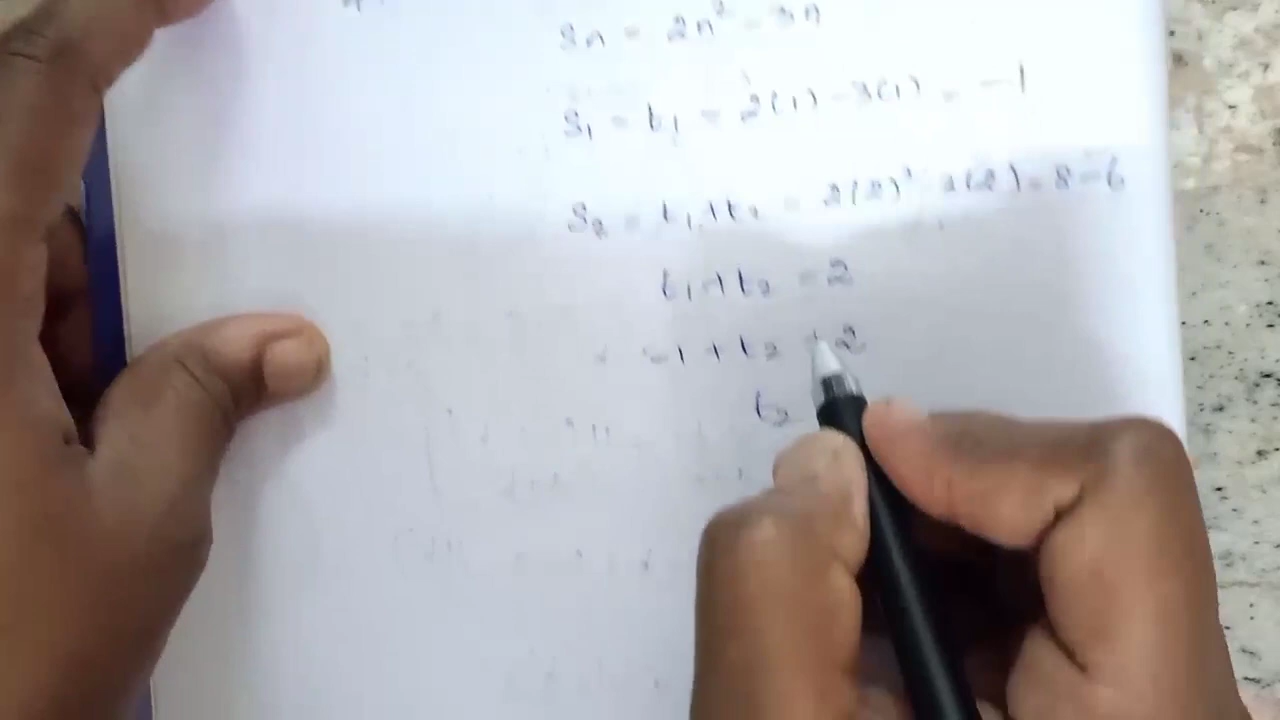 Sn = 2n² - 3n
S₁ = t₁ = 2(1) - 3(1) = -1
S₂ = t₁ + t₂ = 2(2)² - 3(2) = 8 - 6
t₁ + t₂ = 2
-1 + t₂ = 2
t₂